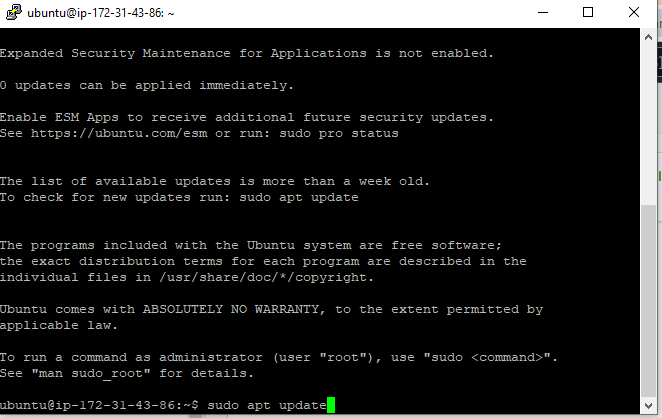 ubuntu@ip-172-31-43-86: ~
Expanded Security Maintenance for Applications is not enabled.
0 updates can be applied immediately.
Enable ESM Apps to receive additional future security updates.
See https://ubuntu.com/esm or run: sudo pro status
The list of available updates is more than a week old.
To check for new updates run: sudo apt update
The programs included with the Ubuntu system are free software;
the exact distribution terms for each program are described in the
individual files in /usr/share/doc/*/copyright.
Ubuntu comes with ABSOLUTELY NO WARRANTY, to the extent permitted by
applicable law.
To run a command as administrator (user "root"), use "sudo <command>".
See "man sudo_root" for details.
ubuntu@ip-172-31-43-86:~$ sudo apt update